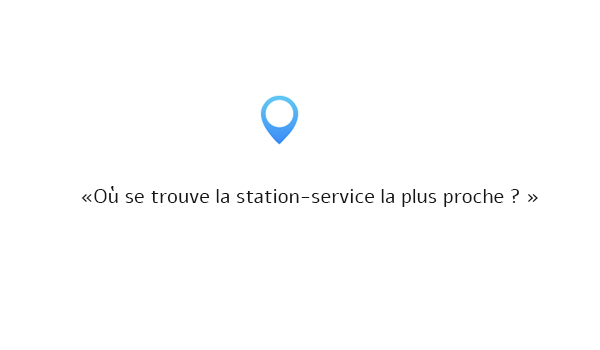 «Où se trouve la station-service la plus proche ? »